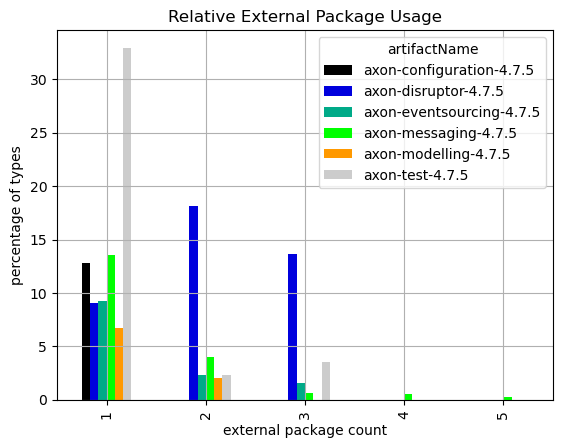 Relative External Package Usage
artifactName
axon-configuration-4.7.5
axon-disruptor-4.7.5
axon-eventsourcing-4.7.5
axon-messaging-4.7.5
axon-modelling-4.7.5
axon-test-4.7.5
percentage of types
30
25
20
15
10
5
0
1
2
3
4
5
external package count